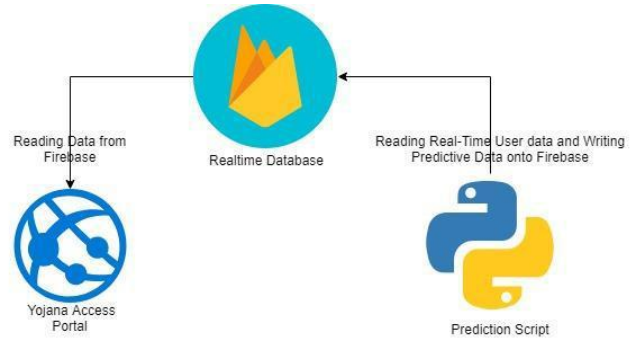 Reading Data from
Firebase
Realtime Database
Reading Real-Time User data and Writing
Predictive Data onto Firebase
Yojana Access
Portal
Prediction Script